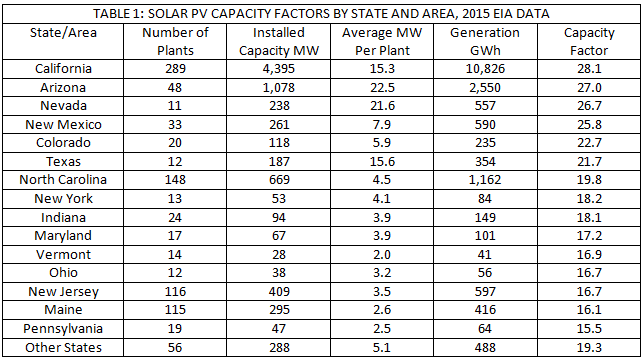 TABLE 1: SOLAR PV CAPACITY FACTORS BY STATE AND AREA, 2015 EIA DATA
State/Area Number of Plants Installed Capacity MW Average MW Per Plant Generation GWh Capacity Factor
California 289 4,395 15.3 10,826 28.1
Arizona 48 1,078 22.5 2,550 27.0
Nevada 11 238 21.6 557 26.7
New Mexico 33 261 7.9 590 25.8
Colorado 20 118 5.9 235 22.7
Texas 12 187 15.6 354 21.7
North Carolina 148 669 4.5 1,162 19.8
New York 13 53 4.1 84 18.2
Indiana 24 94 3.9 149 18.1
Maryland 17 67 3.9 101 17.2
Vermont 14 28 2.0 41 16.9
Ohio 12 38 3.2 56 16.7
New Jersey 116 409 3.5 597 16.7
Maine 115 295 2.6 416 16.1
Pennsylvania 19 47 2.5 64 15.5
Other States 56 288 5.1 488 19.3